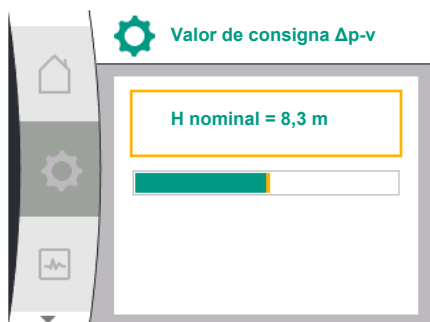 Valor de consigna Δp-v
H nominal = 8,3 m